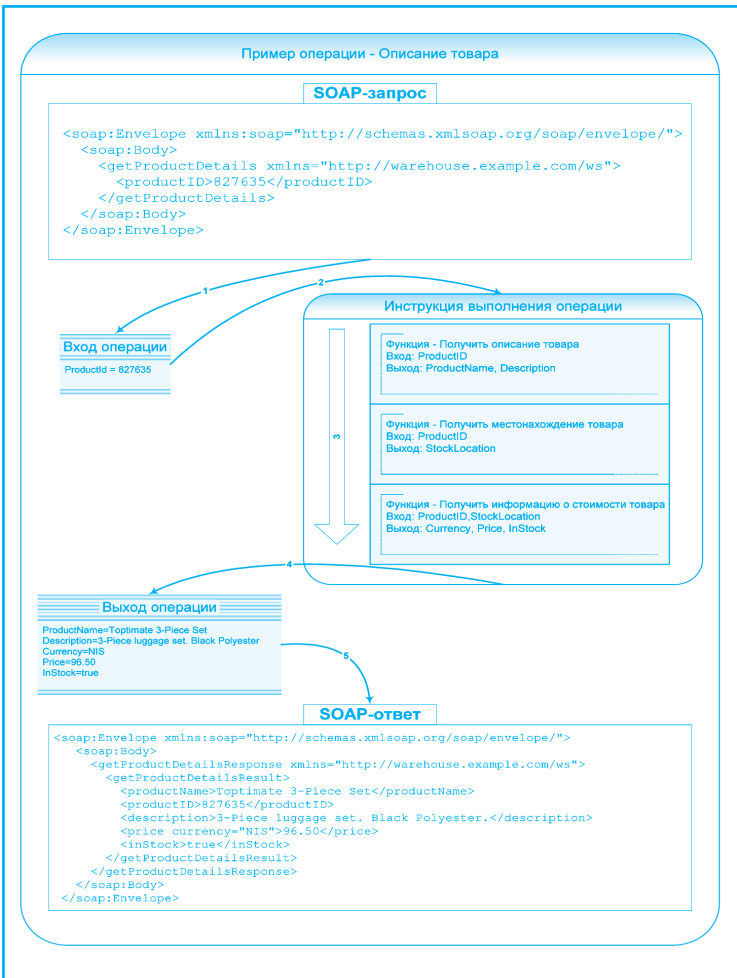 Пример операции - Описание товара
SOAP-запрос
<soap:Envelope xmlns:soap="http://schemas.xmlsoap.org/soap/envelope/">
<soap:Body>
<getProductDetails xmlns="http://warehouse.example.com/ws">
<productID>827635</productID>
</getProductDetails>
</soap:Body>
</soap:Envelope>
1
2
Инструкция выполнения операции
Вход операции
ProductId = 827635
Функция - Получить описание товара
Вход: ProductID
Выход: ProductName, Description
3
Функция - Получить местонахождение товара
Вход: ProductID
Выход: StockLocation
Функция - Получить информацию о стоимости товара
Вход: ProductID,StockLocation
Выход: Currency, Price, InStock
4
Выход операции
ProductName=Toptimate 3-Piece Set
Description=3-Piece luggage set. Black Polyester
Currency=NIS
Price=96.50
InStock=true
5
SOAP-ответ
<soap:Envelope xmlns:soap="http://schemas.xmlsoap.org/soap/envelope/">
<soap:Body>
<getProductDetailsResponse xmlns="http://warehouse.example.com/ws">
<getProductDetailsResult>
<productName>Toptimate 3-Piece Set</productName>
<productID>827635</productID>
<description>3-Piece luggage set. Black Polyester.</description>
<price currency="NIS">96.50</price>
<inStock>true</inStock>
</getProductDetailsResult>
</getProductDetailsResponse>
</soap:Body>
</soap:Envelope>